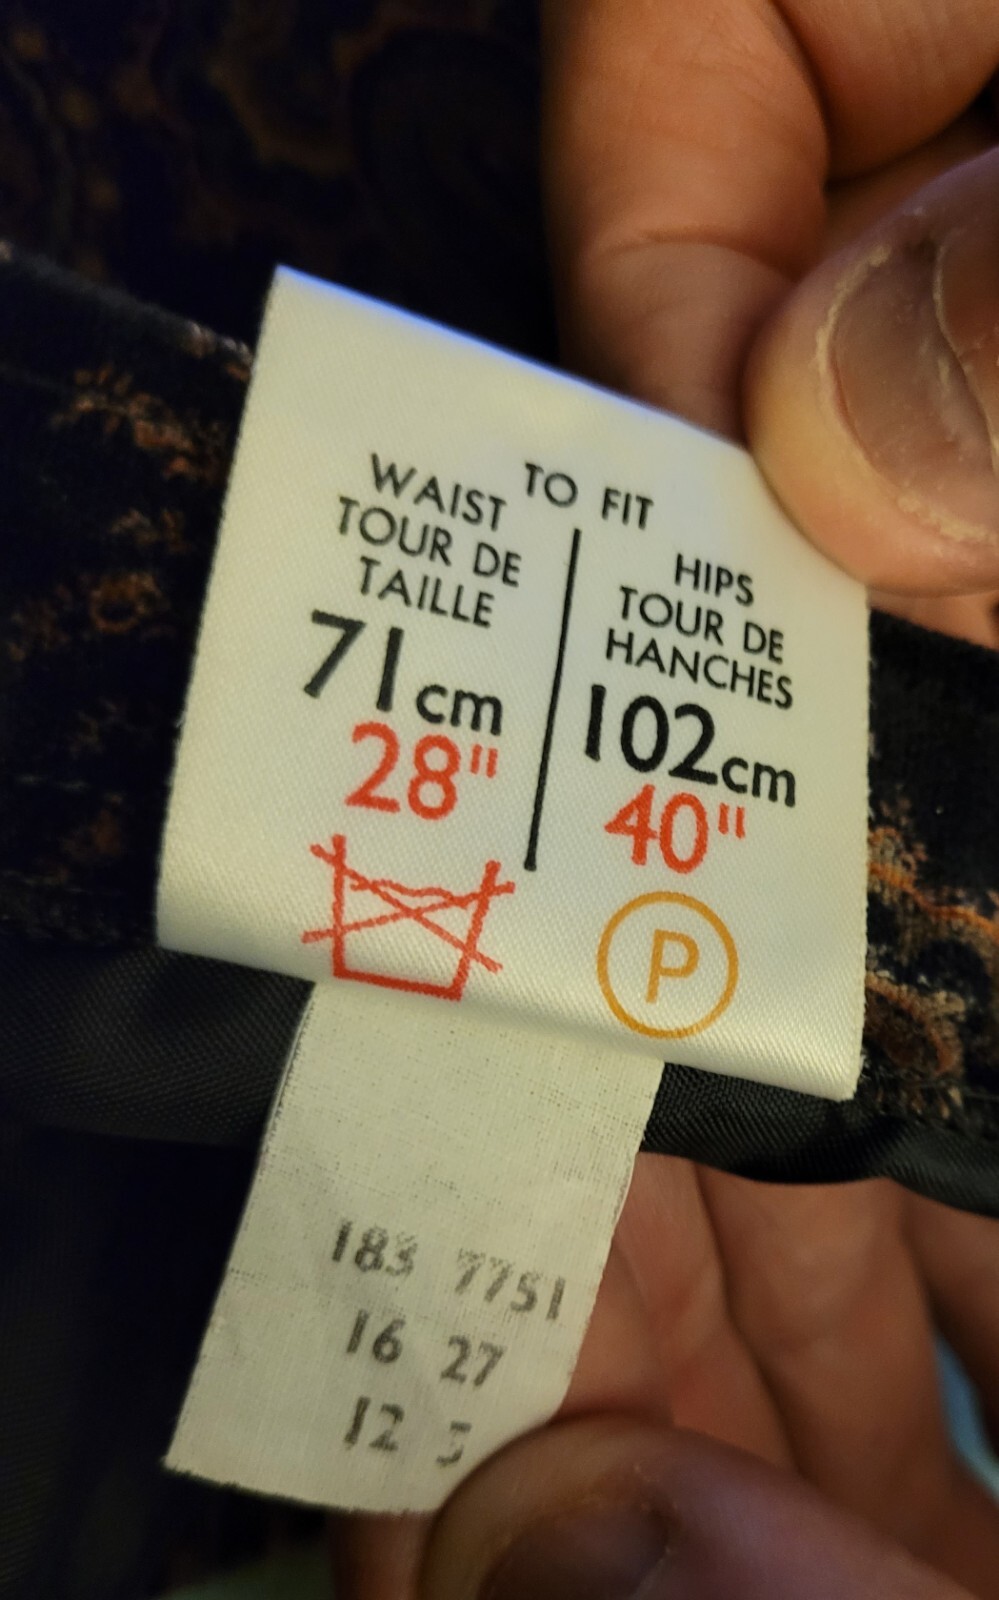 TO FIT
WAIST
TOUR DE
TAILLE
71cm
28"
HIPS
TOUR DE
HANCHES
102cm
40"
P
183 7751
16 27
12